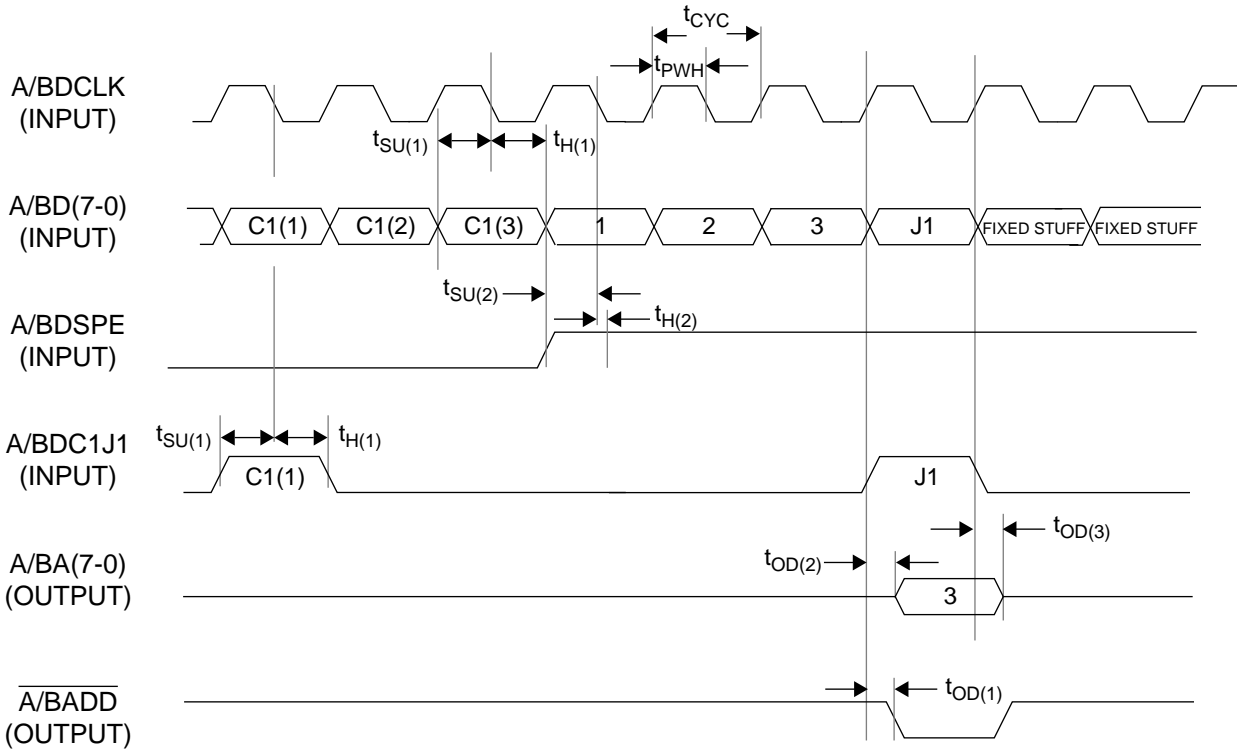 tCYC
A/BDCLK
(INPUT)
tPWH
tSU(1)
tH(1)
A/BD(7-0)
(INPUT)
C1(1) C1(2) C1(3) 1 2 3 J1 FIXED STUFF FIXED STUFF
tSU(2)
tH(2)
A/BDSPE
(INPUT)
tSU(1)
tH(1)
A/BDC1J1
(INPUT)
C1(1) J1
tOD(3)
A/BA(7-0)
(OUTPUT)
tOD(2)
3
A/BADD
(OUTPUT)
tOD(1)